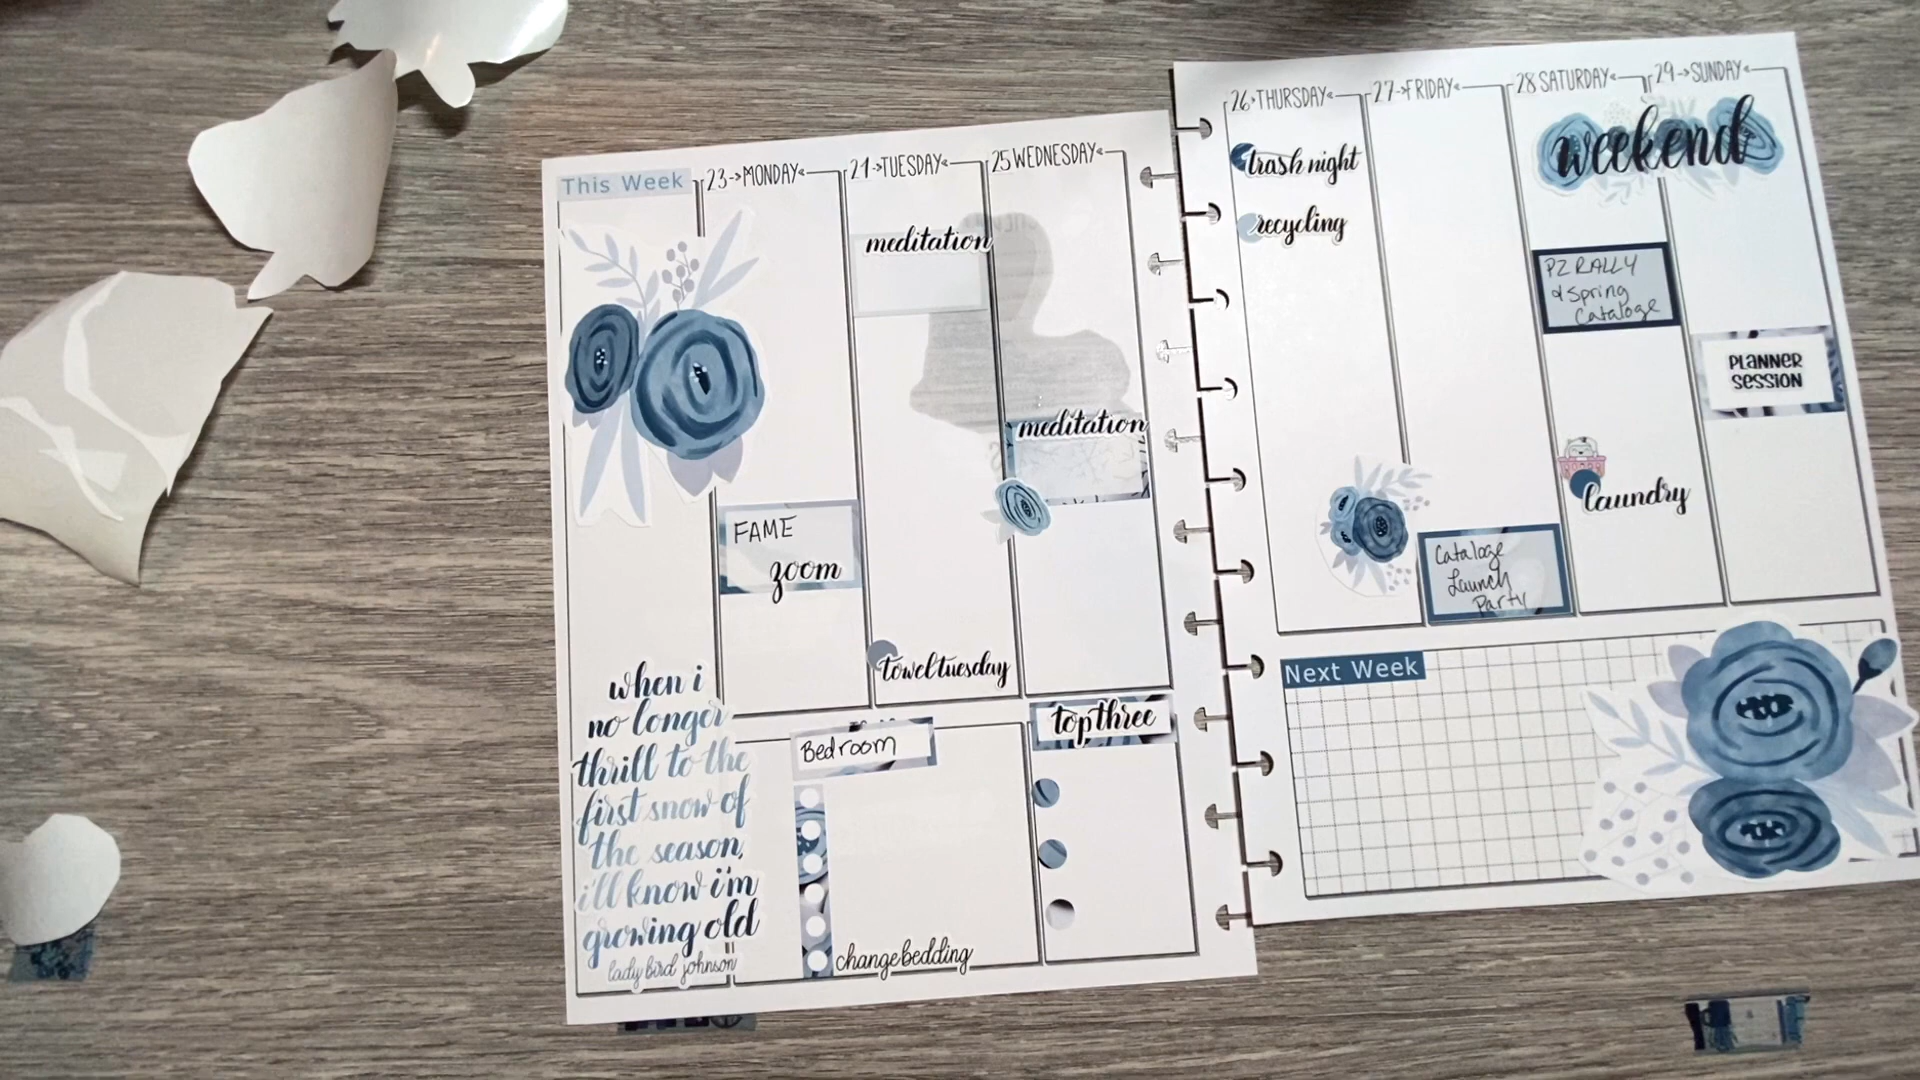 This Week
23→MONDAY
24→TUESDAY
25 WEDNESDAY
meditation
meditation
FAME
zoom
towel tuesday
when i
no longer
thrill to the
first snow of
the season,
i'll know i'm
growing old
lady bird johnson
Bedroom
change bedding
top three
26→THURSDAY
27→FRIDAY
28 SATURDAY
29→SUNDAY
trash night
recycling
weekend
PZ RALLY
& Spring
Cataloge
PLANNER
SESSION
laundry
Cataloge
Launch
Party
Next Week